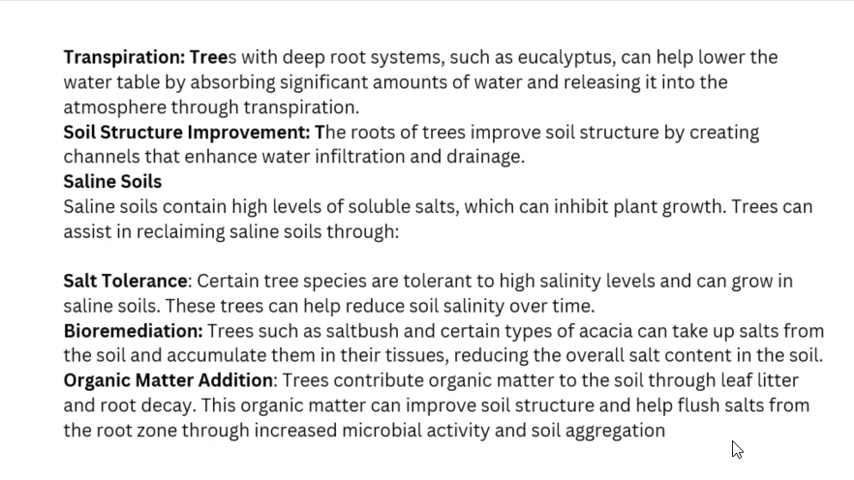 Transpiration: Trees with deep root systems, such as eucalyptus, can help lower the
water table by absorbing significant amounts of water and releasing it into the
atmosphere through transpiration.
Soil Structure Improvement: The roots of trees improve soil structure by creating
channels that enhance water infiltration and drainage.
Saline Soils
Saline soils contain high levels of soluble salts, which can inhibit plant growth. Trees can
assist in reclaiming saline soils through:
Salt Tolerance: Certain tree species are tolerant to high salinity levels and can grow in
saline soils. These trees can help reduce soil salinity over time.
Bioremediation: Trees such as saltbush and certain types of acacia can take up salts from
the soil and accumulate them in their tissues, reducing the overall salt content in the soil.
Organic Matter Addition: Trees contribute organic matter to the soil through leaf litter
and root decay. This organic matter can improve soil structure and help flush salts from
the root zone through increased microbial activity and soil aggregation